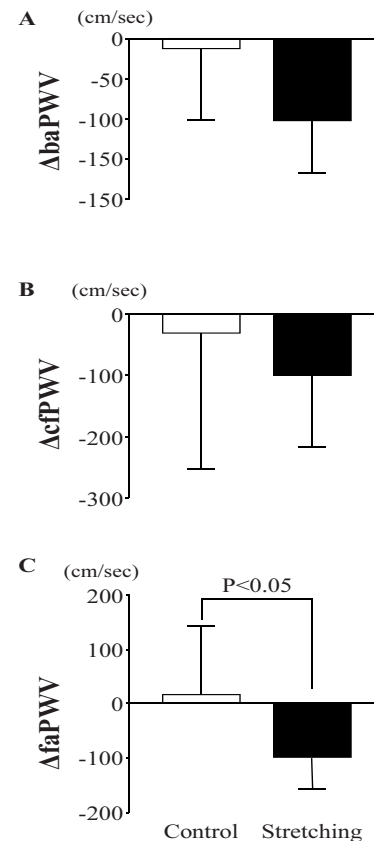 A (cm/sec)
0
-50
-100
-150
-150
ΔbaPWV
B (cm/sec)
0
-100
-200
-300
ΔcfPWV
C (cm/sec)
200
100
0
-100
-200
ΔfaPWV
P<0.05
Control Stretching